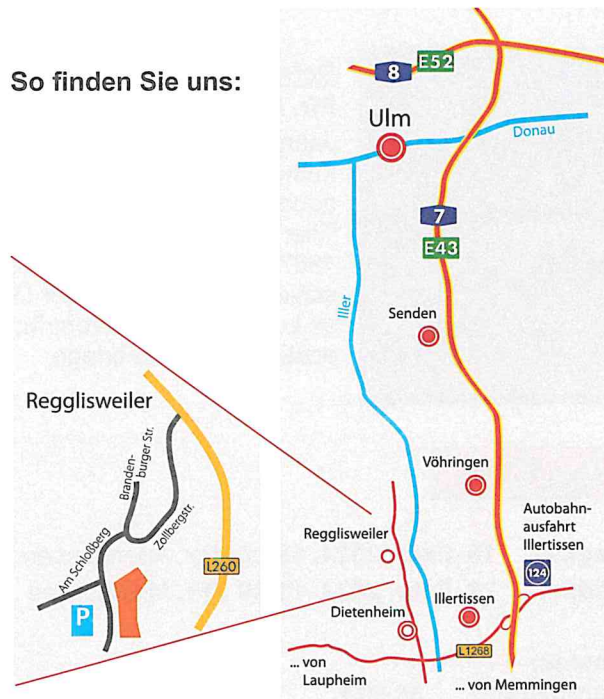 So finden Sie uns:
8
E52
Ulm
Donau
7
E43
Iller
Senden
Vöhringen
Autobahn-
ausfahrt
Illertissen
124
Regglisweiler
Dietenheim
Illertissen
L1268
... von
Laupheim
... von Memmingen
Regglisweiler
Branden-
burger Str.
Zollbergstr.
Am Schloßberg
L260
P